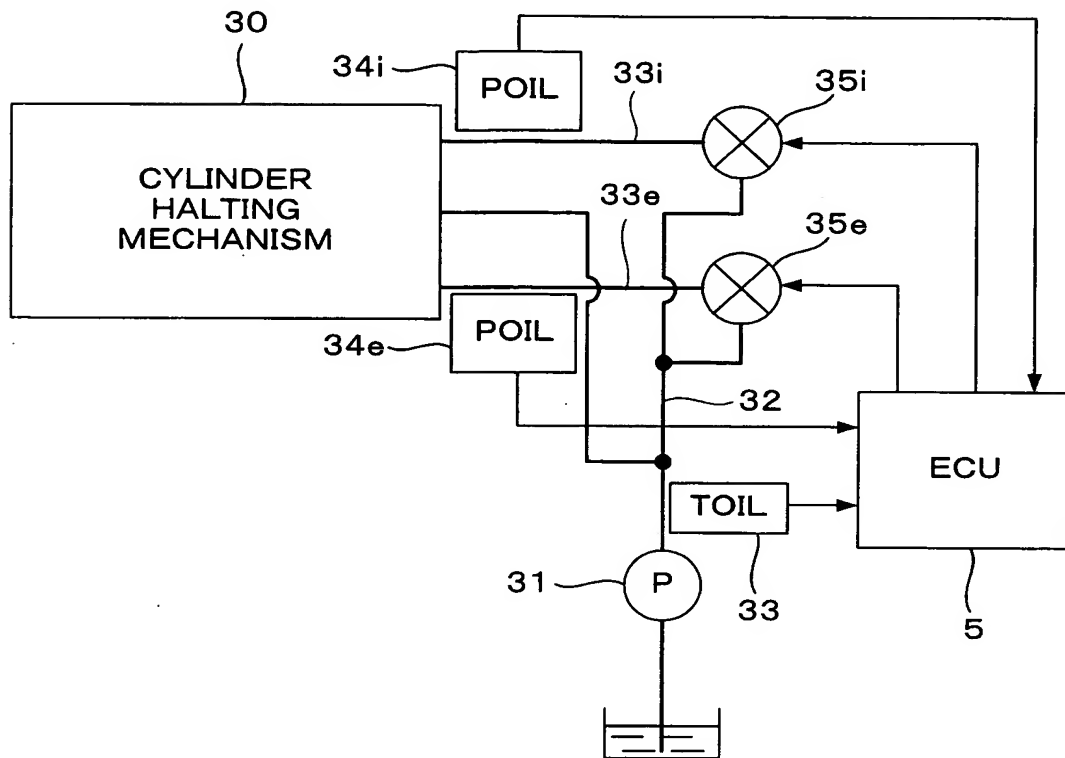 30
34i
POIL
33i
35i
CYLINDER
HALTING
MECHANISM
33e
35e
34e
POIL
32
ECU
TOIL
31
P
33
5